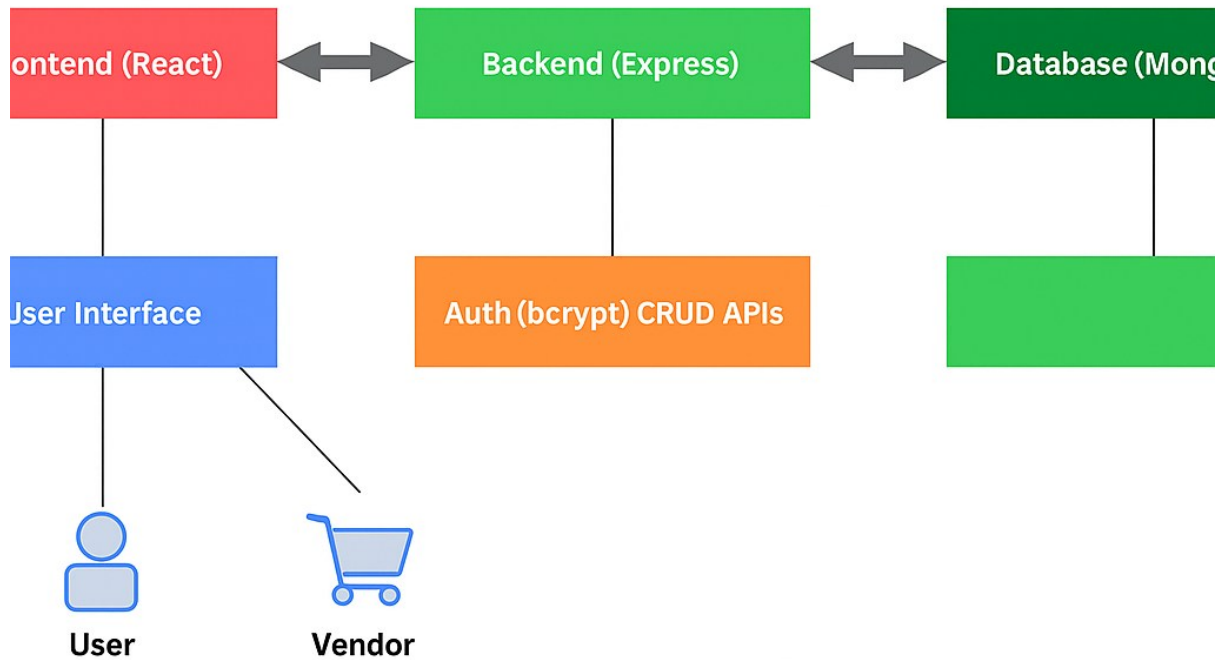 ontend (React)
Backend (Express)
Database (Mong
User Interface
Auth (bcrypt) CRUD APIs
User
Vendor